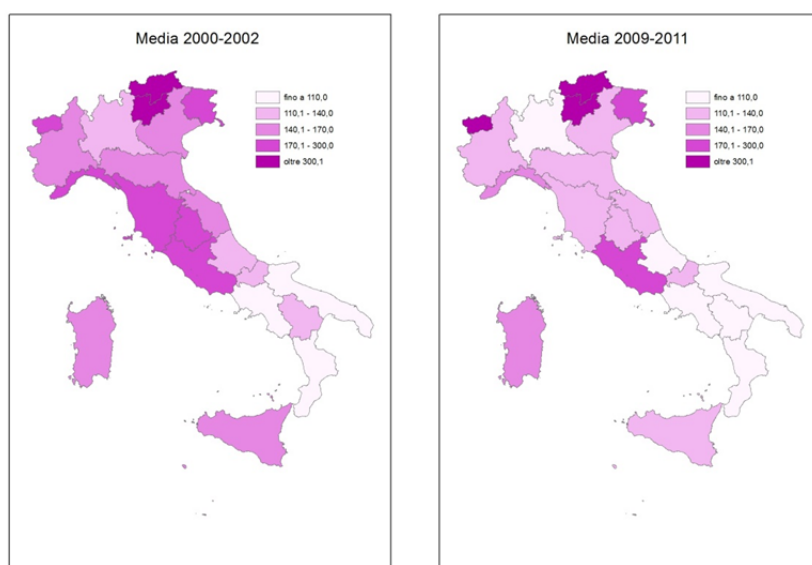 Media 2000-2002
fino a 110,0
110,1 - 140,0
140,1 - 170,0
170,1 - 300,0
oltre 300,1
Media 2009-2011
fino a 110,0
110,1 - 140,0
140,1 - 170,0
170,1 - 300,0
oltre 300,1